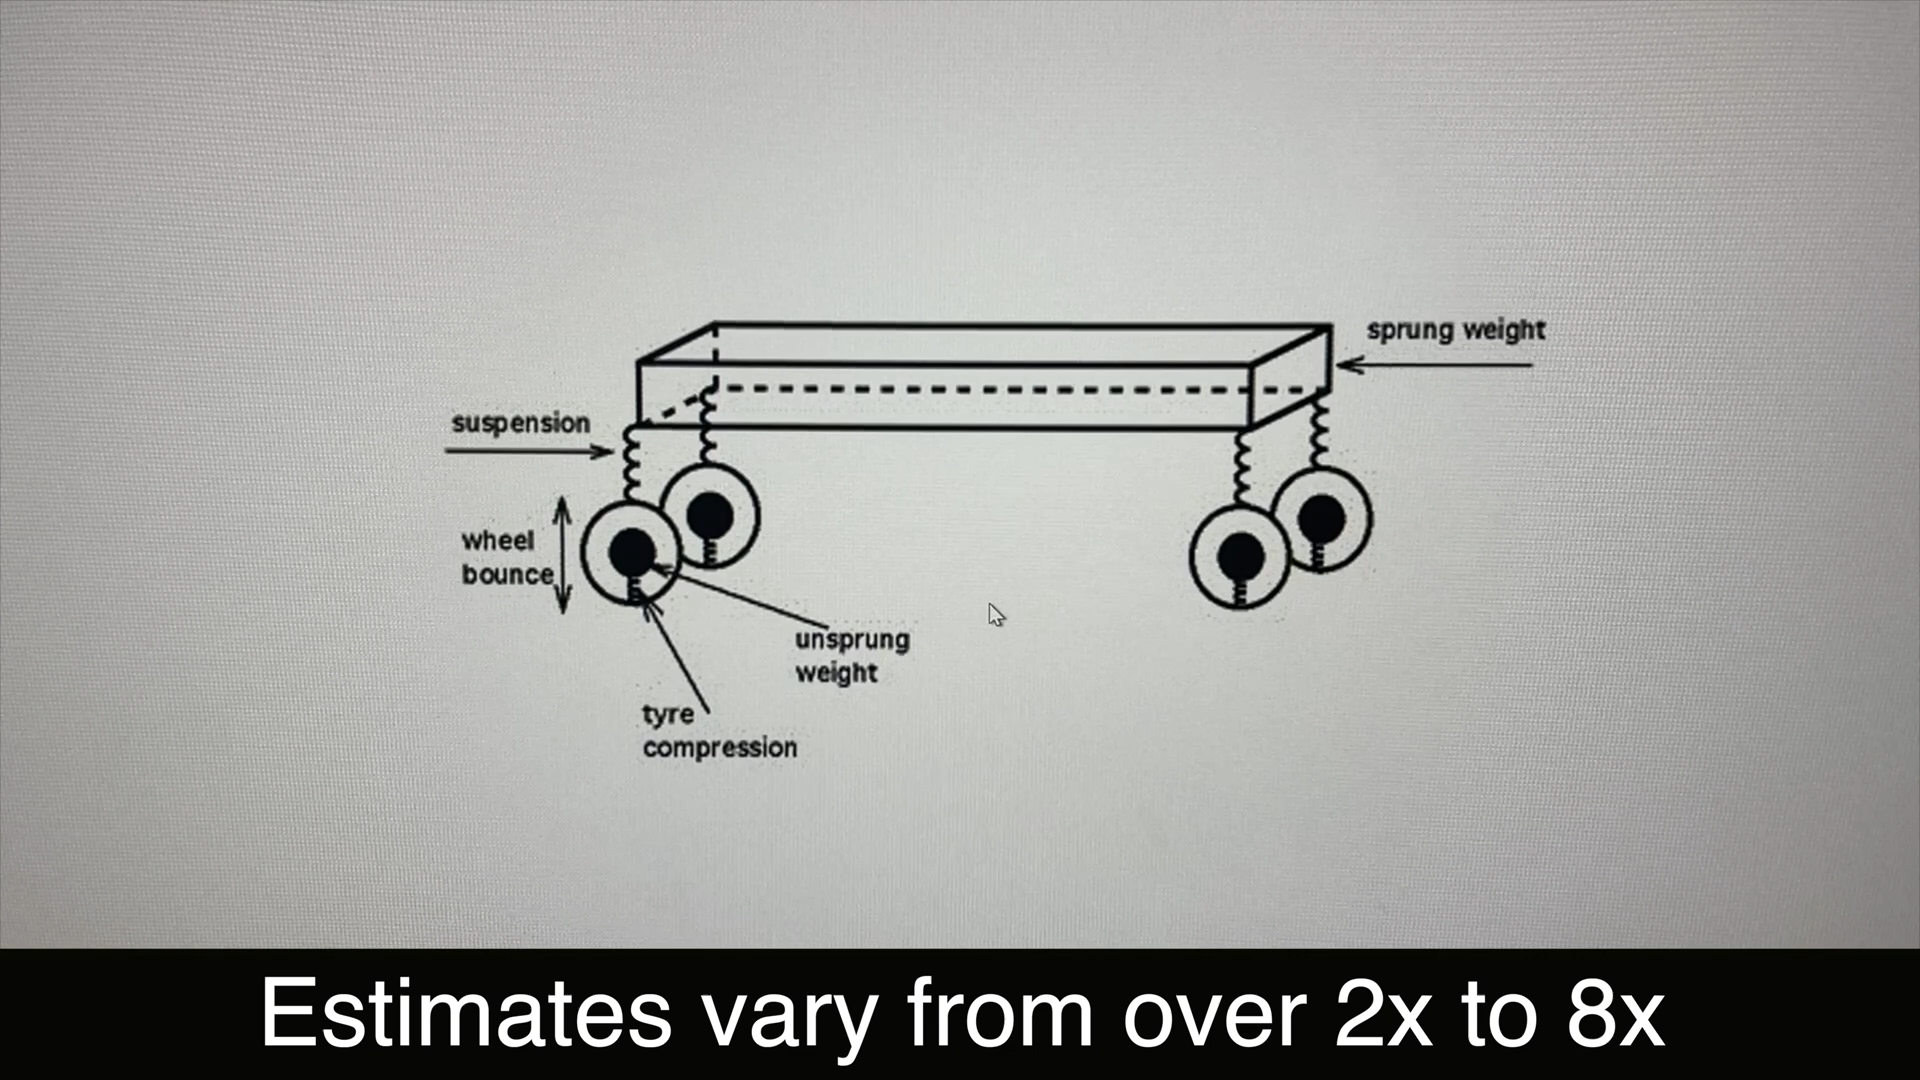 sprung weight
suspension
wheel
bounce
unsprung
weight
tyre
compression
Estimates vary from over 2x to 8x